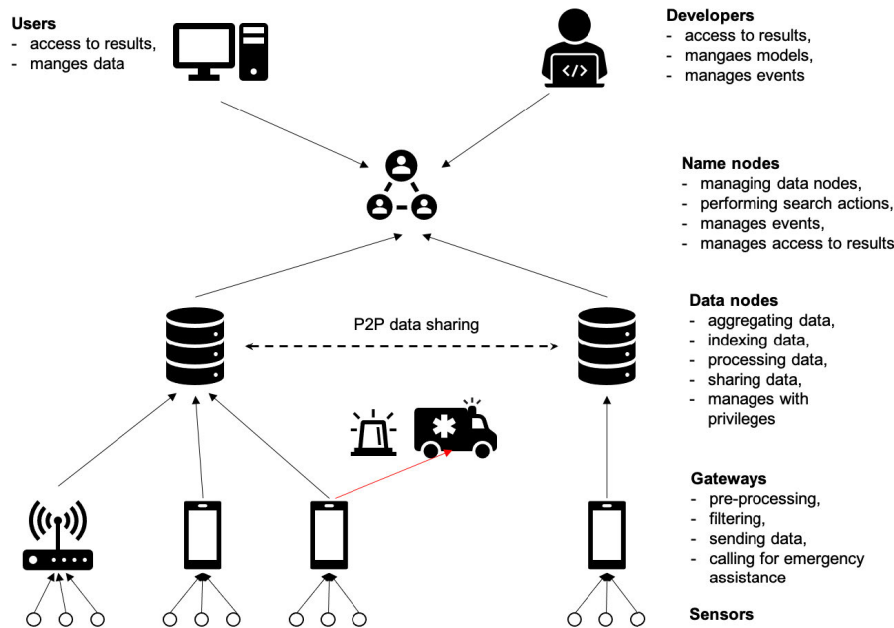 Users
- access to results,
- manges data
Developers
- access to results,
- mangaes models,
- manages events
</>
Name nodes
- managing data nodes,
- performing search actions,
- manages events,
- manages access to results
Data nodes
- aggregating data,
- indexing data,
- processing data,
- sharing data,
- manages with
privileges
P2P data sharing
Gateways
- pre-processing,
- filtering,
- sending data,
- calling for emergency
assistance
Sensors